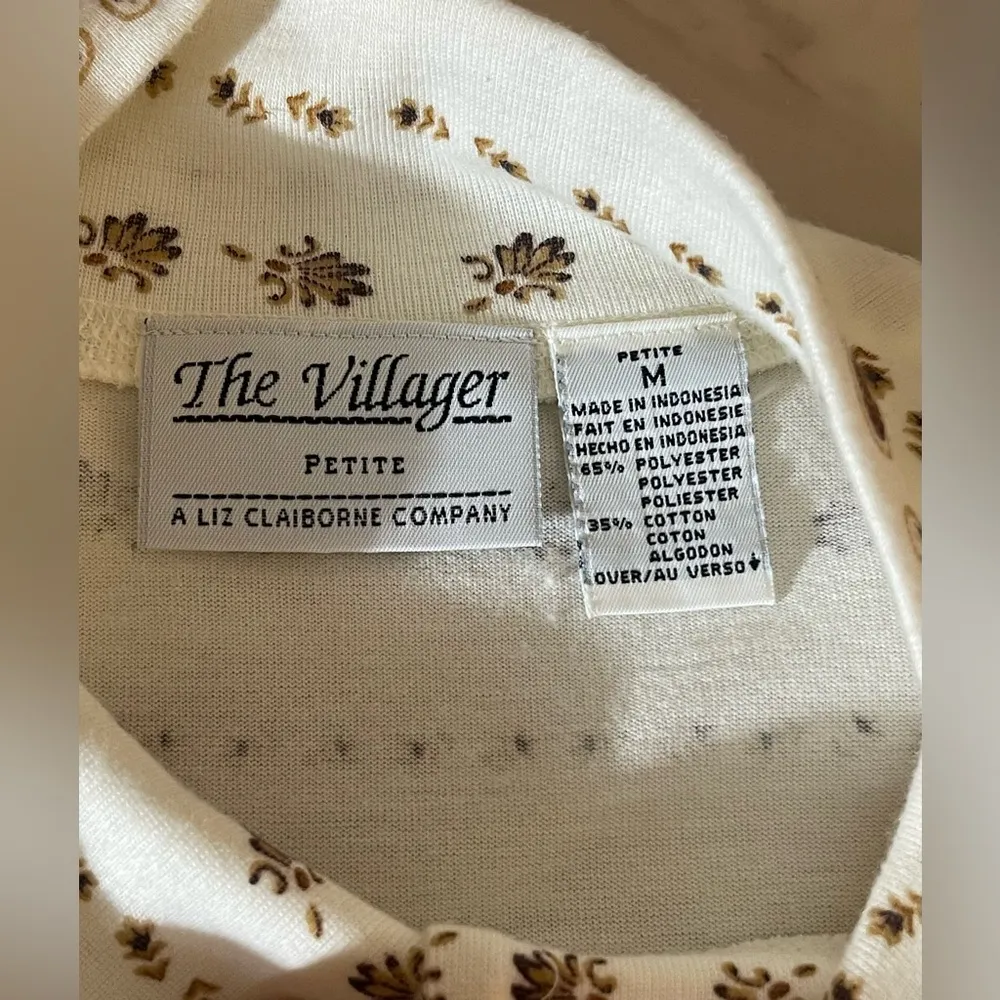 The Villager
PETITE
A LIZ CLAIBORNE COMPANY
PETITE
M
MADE IN INDONESIA
FAIT EN INDONESIE
HECHO EN INDONESIA
65% POLYESTER
POLYESTER
POLIESTER
35% COTTON
COTON
ALGODON
OVER/AU VERSO